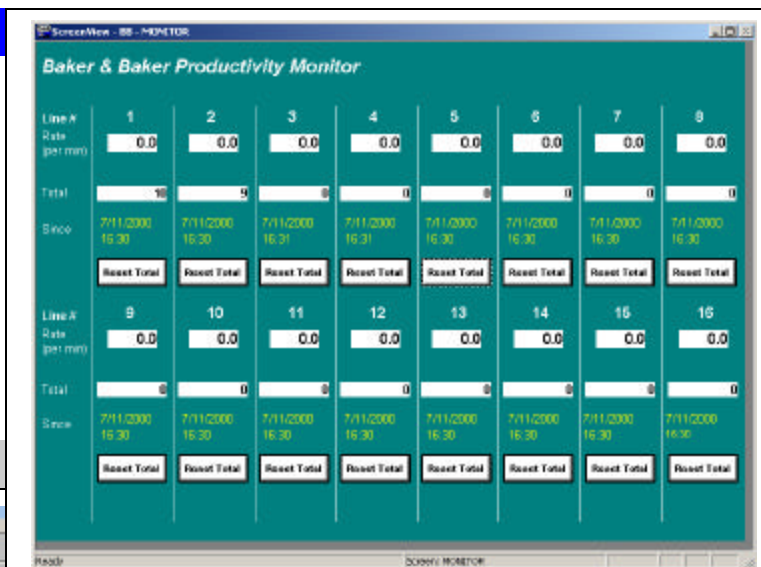 ScreenView - BB - MONITOR
Baker & Baker Productivity Monitor
Line # 1 2 3 4 5 6 7 8
Rate
(per min) 0.0 0.0 0.0 0.0 0.0 0.0 0.0 0.0
Total 10 9 0 0 0 0 0 0
Since 7/11/2000 7/11/2000 7/11/2000 7/11/2000 7/11/2000 7/11/2000 7/11/2000 7/11/2000
16:30 16:30 16:31 16:31 16:30 16:30 16:30 16:30
Reset Total Reset Total Reset Total Reset Total Reset Total Reset Total Reset Total Reset Total
Line # 9 10 11 12 13 14 15 16
Rate
(per min) 0.0 0.0 0.0 0.0 0.0 0.0 0.0 0.0
Total 0 0 0 0 0 0 0 0
Since 7/11/2000 7/11/2000 7/11/2000 7/11/2000 7/11/2000 7/11/2000 7/11/2000 7/11/2000
16:30 16:30 16:30 16:30 16:30 16:30 16:30 16:30
Reset Total Reset Total Reset Total Reset Total Reset Total Reset Total Reset Total Reset Total
Ready Screen: MONITOR